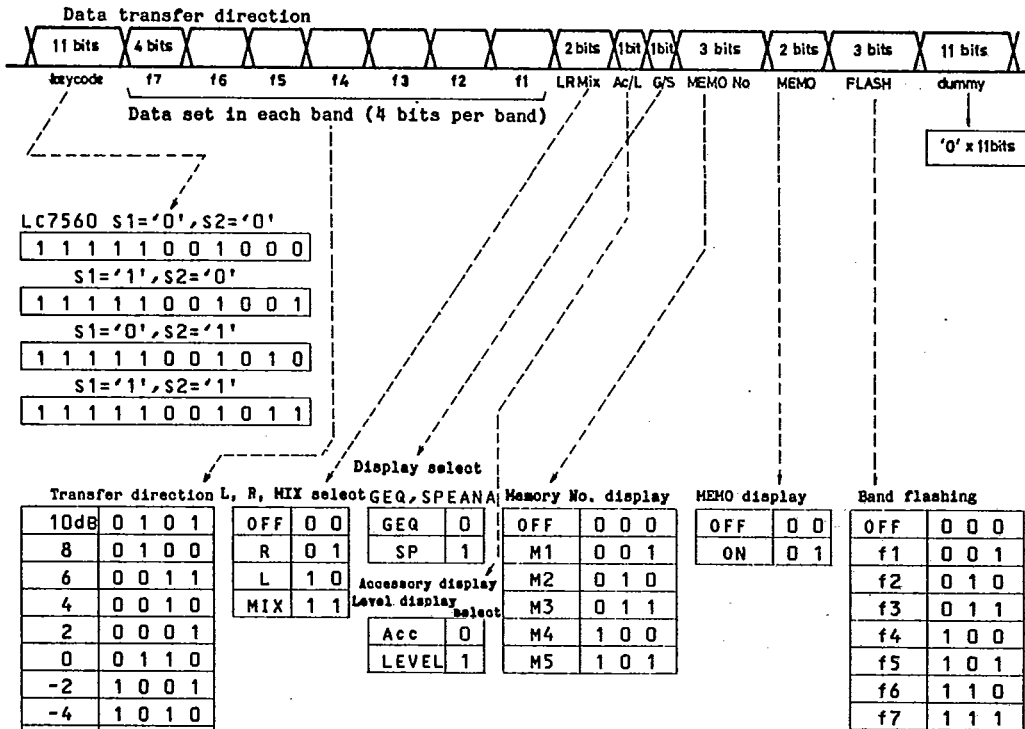 Data transfer direction
11 bits 4 bits 2 bits 1bit 1bit 3 bits 2 bits 3 bits 11 bits
keycode f7 f6 f5 f4 f3 f2 f1 LR Mix Ac/L G/S MEMO No MEMO FLASH dummy
Data set in each band (4 bits per band)
'0' x 11bits
LC7560 S1='0', S2='0'
1 1 1 1 1 0 0 1 0 0 0
S1='1', S2='0'
1 1 1 1 1 0 0 1 0 0 1
S1='0', S2='1'
1 1 1 1 1 0 0 1 0 1 0
S1='1', S2='1'
1 1 1 1 1 0 0 1 0 1 1
Transfer direction
10dB 0 1 0 1
8 0 1 0 0
6 0 0 1 1
4 0 0 1 0
2 0 0 0 1
0 0 1 1 0
-2 1 0 0 1
-4 1 0 1 0
L, R, MIX select
OFF 0 0
R 0 1
L 1 0
MIX 1 1
Display select
GEQ, SPEANA
GEQ 0
SP 1
Accessory display
Level display select
Acc 0
LEVEL 1
Memory No. display
OFF 0 0 0
M1 0 0 1
M2 0 1 0
M3 0 1 1
M4 1 0 0
M5 1 0 1
MEMO display
OFF 0 0
ON 0 1
Band flashing
OFF 0 0 0
f1 0 0 1
f2 0 1 0
f3 0 1 1
f4 1 0 0
f5 1 0 1
f6 1 1 0
f7 1 1 1